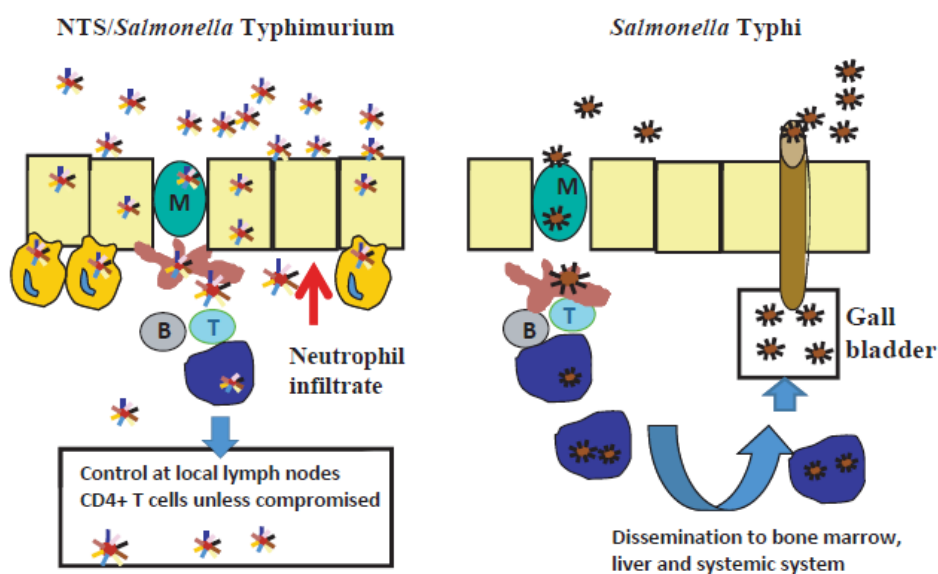 NTS/Salmonella Typhimurium
M
B
T
Neutrophil
infiltrate
Control at local lymph nodes
CD4+ T cells unless compromised
Salmonella Typhi
M
T
B
Gall
bladder
Dissemination to bone marrow,
liver and systemic system